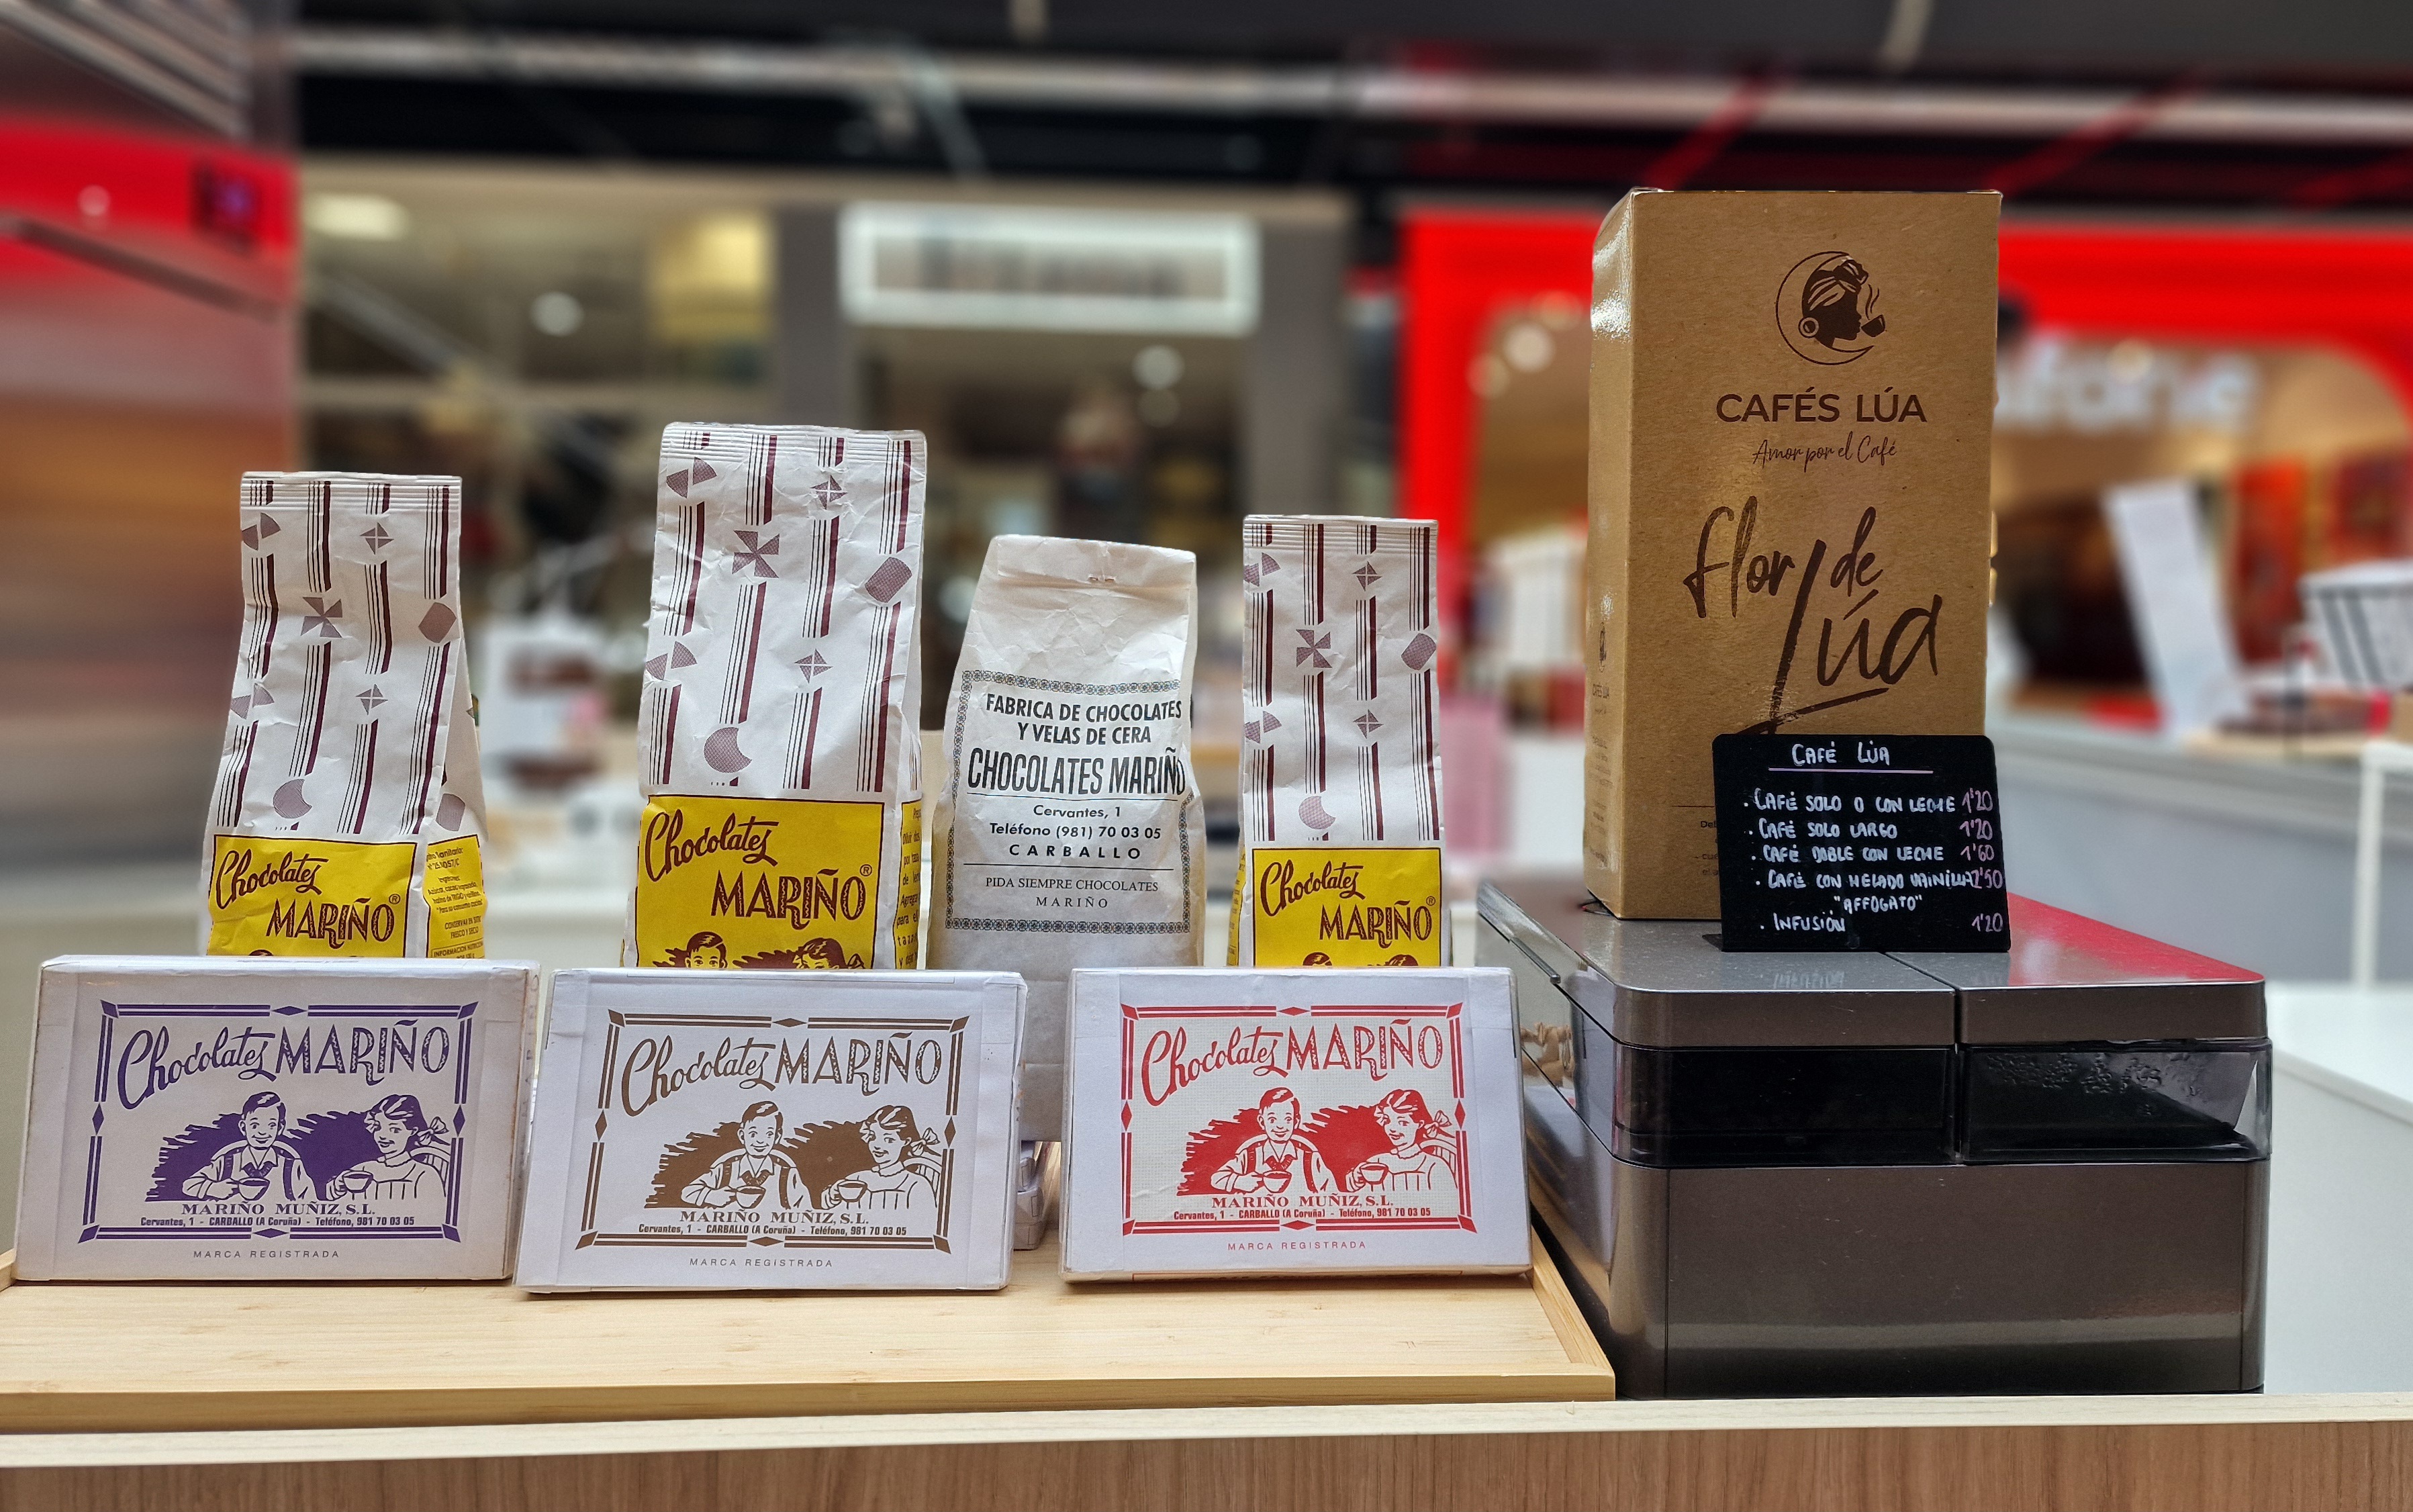 Chocolates
MARIÑO
FRESCO Y SECO
Chocolates
MARIÑO®
FABRICA DE CHOCOLATES
Y VELAS DE CERA
CHOCOLATES MARIÑO
Cervantes, 1
Teléfono (981) 70 03 05
CARBALLO
PIDA SIEMPRE CHOCOLATES
MARIÑO
Chocolates
MARIÑO®
Chocolates MARIÑO
MARIÑO MUÑIZ, S.L.
Cervantes, 1 - CARBALLO (A Coruña) - Teléfono, 981 70 03 05
MARCA REGISTRADA
Chocolates MARIÑO
MARIÑO MUÑIZ, S.L.
Cervantes, 1 - CARBALLO (A Coruña) - Teléfono, 981 70 03 05
MARCA REGISTRADA
Chocolates MARIÑO
MARIÑO MUÑIZ, S.L.
Cervantes, 1 - CARBALLO (A Coruña) - Teléfono, 981 70 03 05
MARCA REGISTRADA
CAFÉS LÚA
Amor por el Café
Flor de
Lúa
CAFÉ LÚA
. CAFÉ SOLO O CON LECHE 1'20
. CAFÉ SOLO LARGO 1'20
. CAFÉ DOBLE CON LECHE 1'60
. CAFÉ CON HELADO VAINILLA 2'50
"AFFOGATO"
. INFUSIÓN 1'20